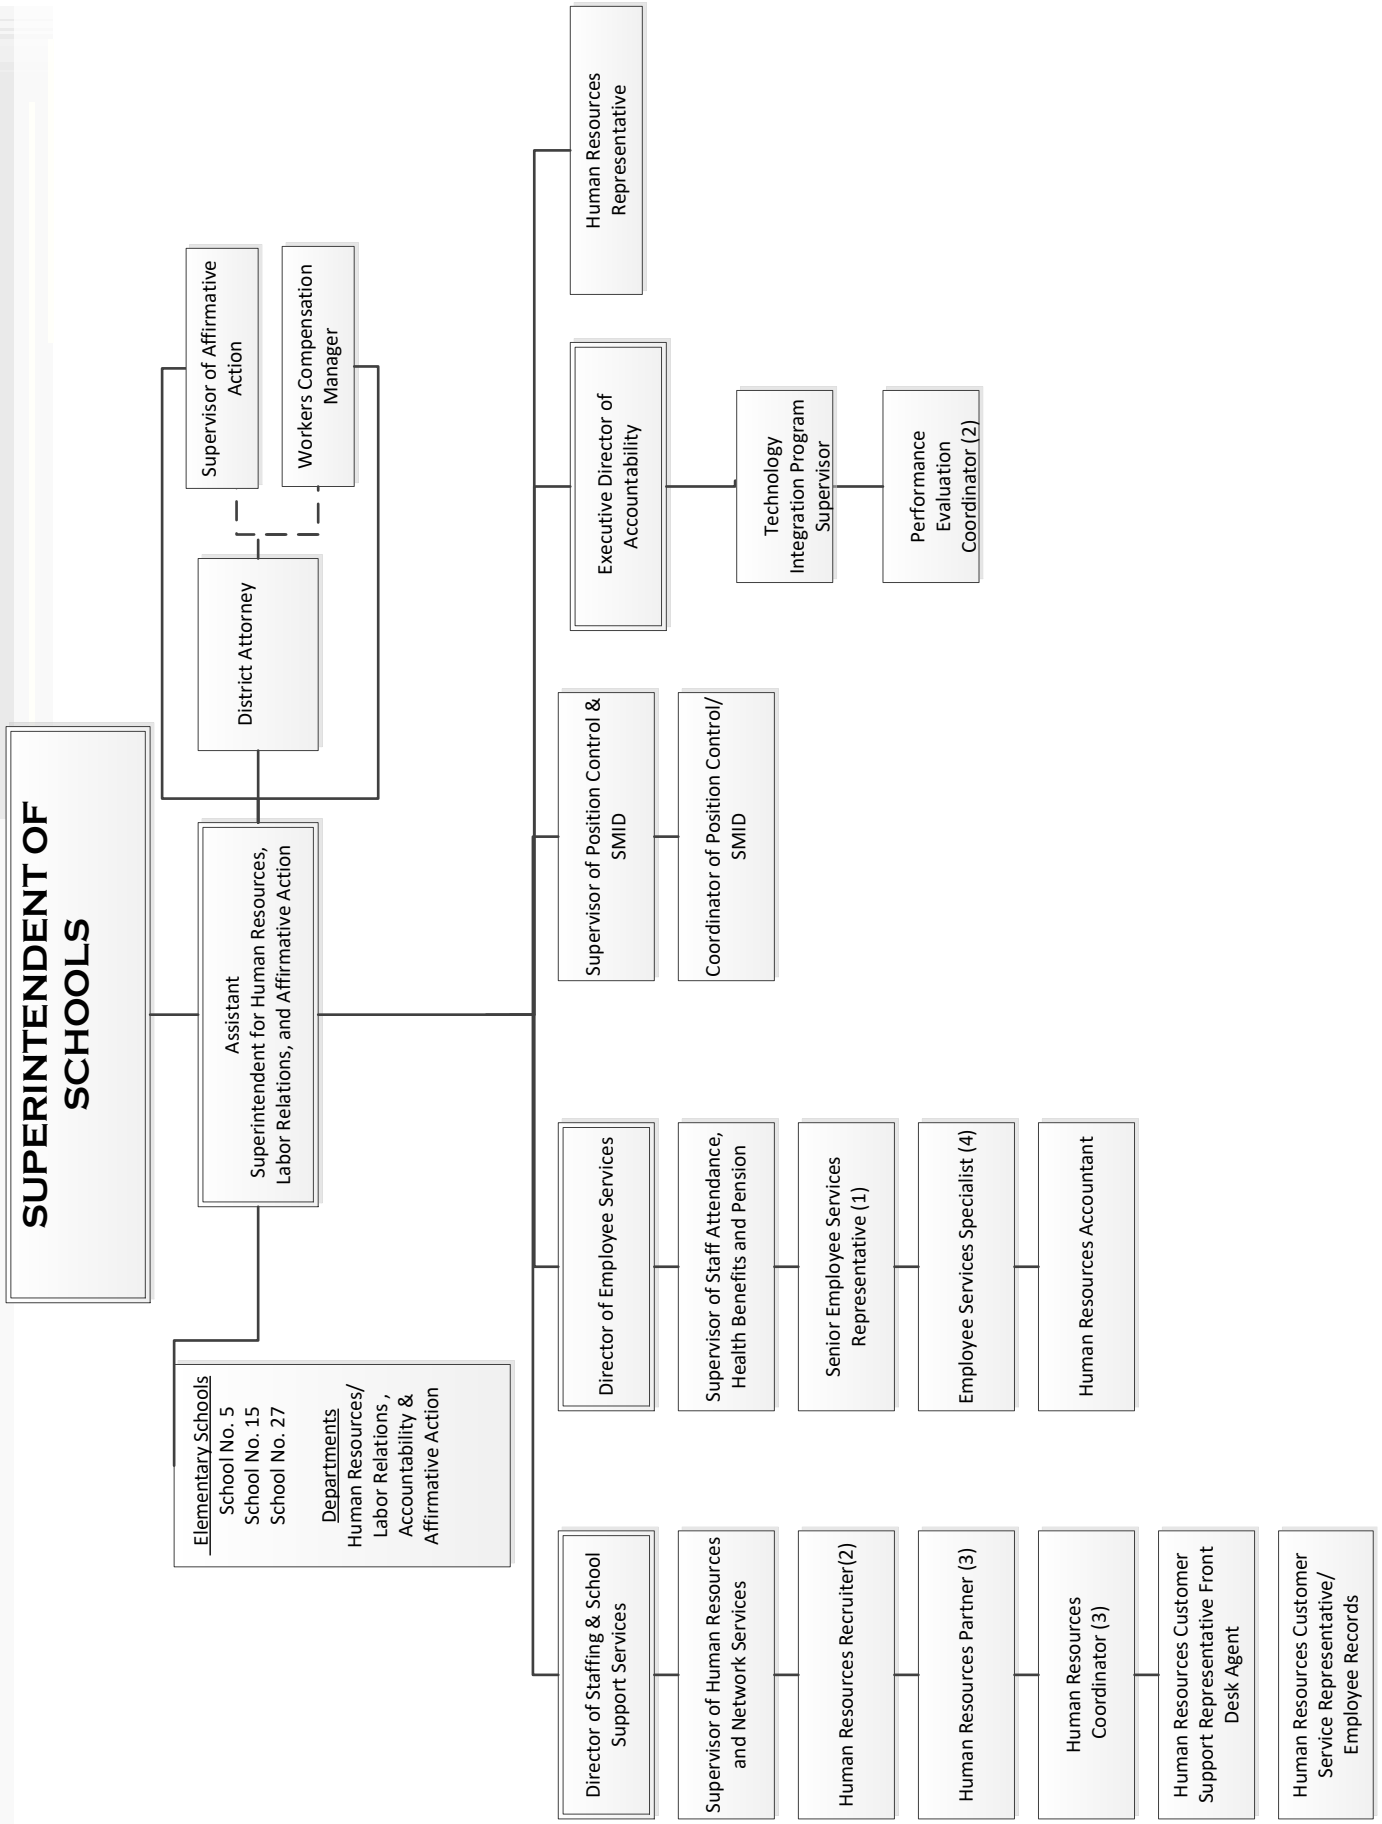 SUPERINTENDENT OF
SCHOOLS
Elementary Schools
School No. 5
School No. 15
School No. 27
Departments
Human Resources/
Labor Relations ,
Accountability &
Affirmative Action
Assistant
Superintendent for Human Resources,
Labor Relations, and Affirmative Action
District Attorney
Supervisor of Affirmative
Action
Workers Compensation
Manager
Director of Staffing & School
Support Services
Supervisor of Human Resources
and Network Services
Human Resources Recruiter(2)
Human Resources Partner (3)
Human Resources
Coordinator (3)
Human Resources Customer
Support Representative Front
Desk Agent
Human Resources Customer
Service Representative/
Employee Records
Director of Employee Services
Supervisor of Staff Attendance,
Health Benefits and Pension
Senior Employee Services
Representative (1)
Employee Services Specialist (4)
Human Resources Accountant
Supervisor of Position Control &
SMID
Coordinator of Position Control/
SMID
Executive Director of
Accountability
Technology
Integration Program
Supervisor
Performance
Evaluation
Coordinator (2)
Human Resources
Representative